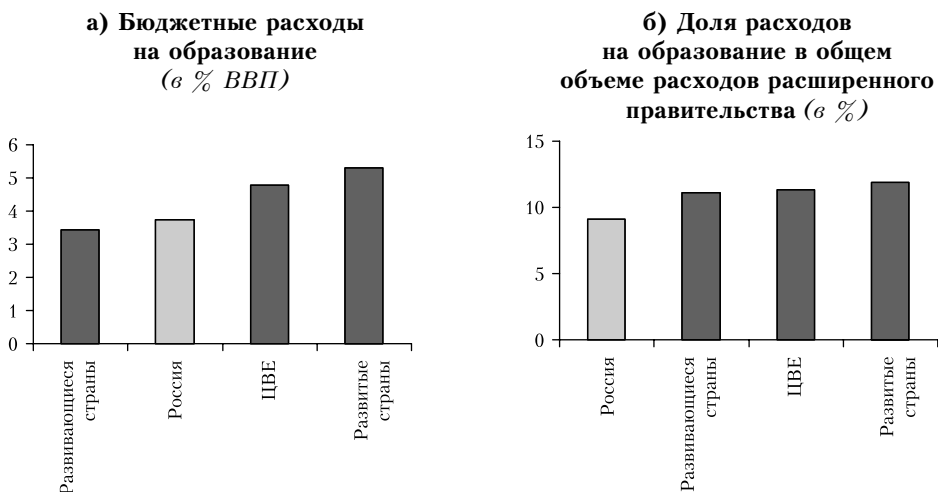 а) Бюджетные расходы
на образование
(в % ВВП)
6
5
4
3
2
1
0
Развивающиеся
страны
Россия
ЦВЕ
Развитые
страны
б) Доля расходов
на образование в общем
объеме расходов расширенного
правительства (в %)
15
10
5
0
Россия
Развивающиеся
страны
ЦВЕ
Развитые
страны